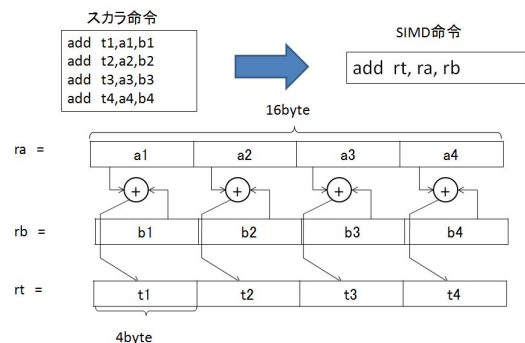 スカラ命令
add t1,a1,b1
add t2,a2,b2
add t3,a3,b3
add t4,a4,b4
SIMD命令
add rt, ra, rb
16byte
ra =
a1 a2 a3 a4
+ + + +
rb =
b1 b2 b3 b4
rt =
t1 t2 t3 t4
4byte